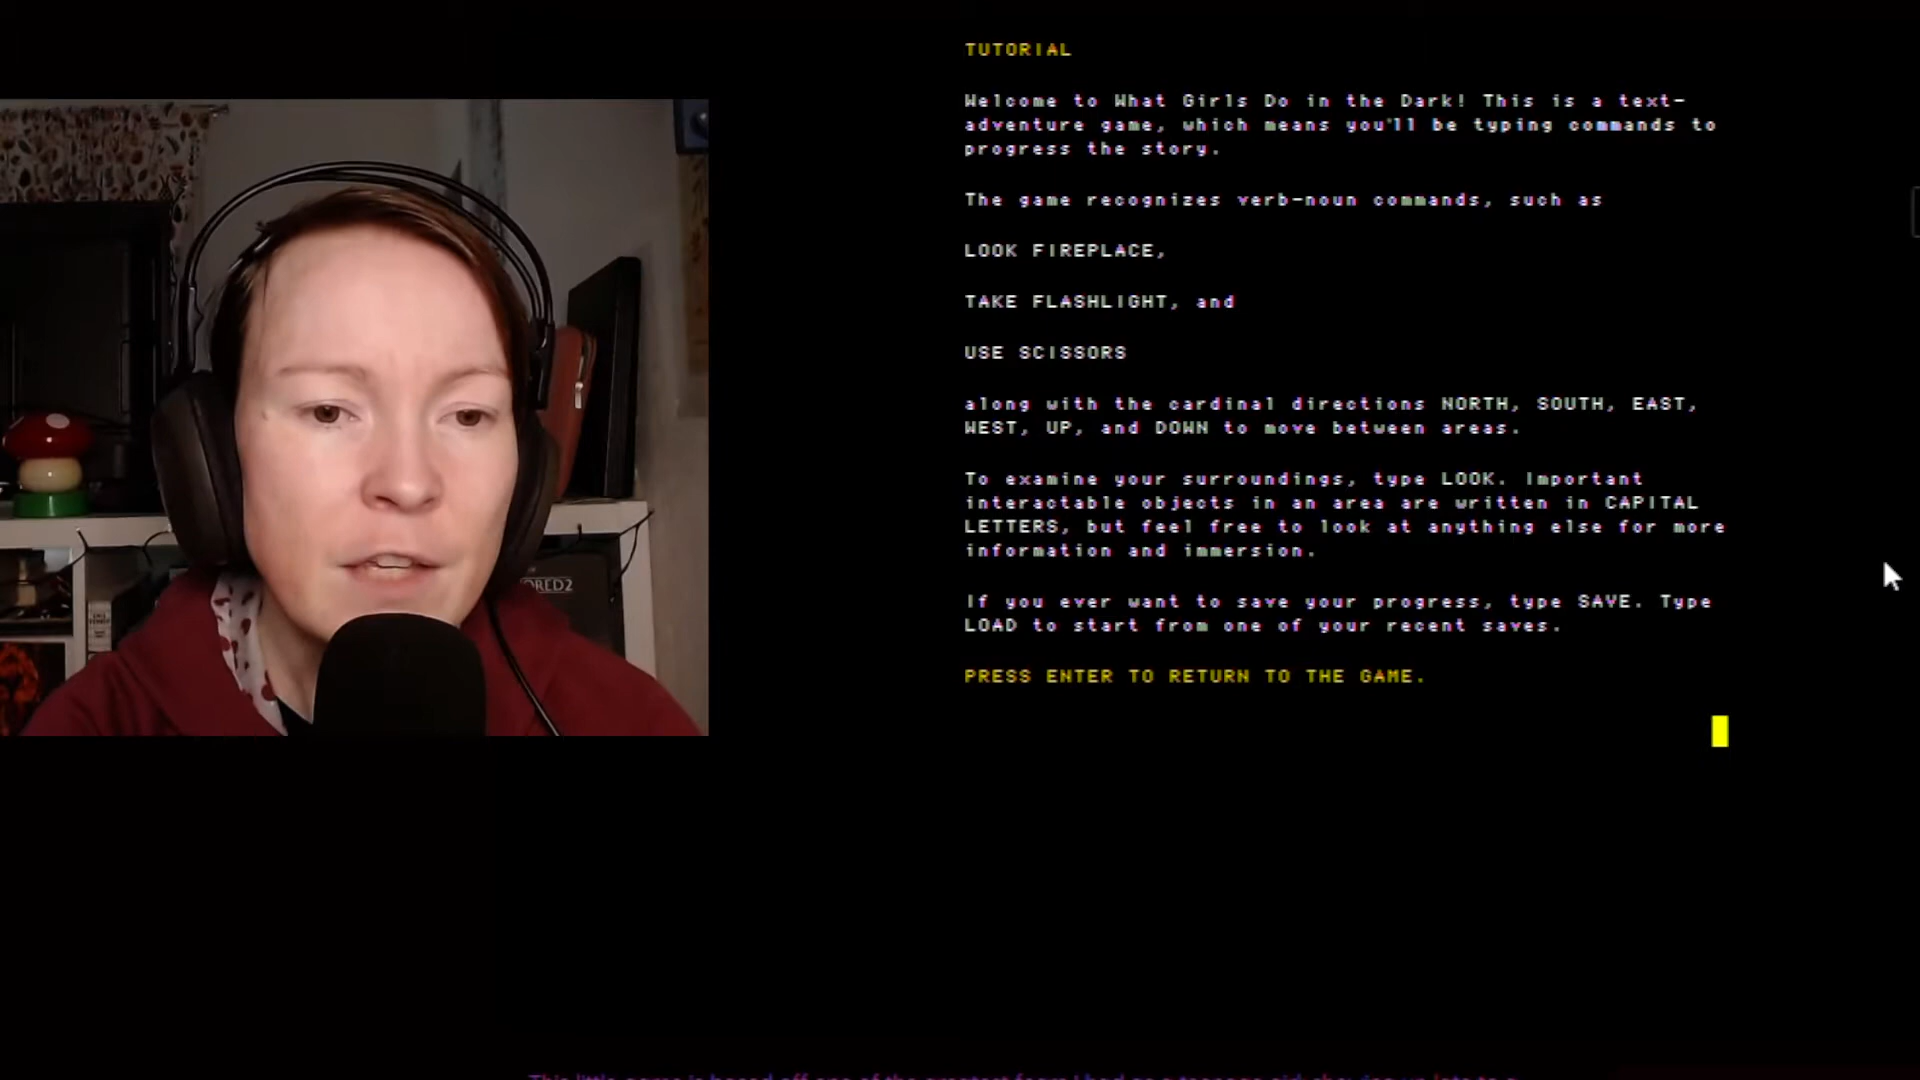 TUTORIAL
Welcome to What Girls Do in the Dark! This is a text-
adventure game, which means you'll be typing commands to
progress the story.
The game recognizes verb-noun commands, such as
LOOK FIREPLACE,
TAKE FLASHLIGHT, and
USE SCISSORS
along with the cardinal directions NORTH, SOUTH, EAST,
WEST, UP, and DOWN to move between areas.
To examine your surroundings, type LOOK. Important
interactable objects in an area are written in CAPITAL
LETTERS, but feel free to look at anything else for more
information and immersion.
If you ever want to save your progress, type SAVE. Type
LOAD to start from one of your recent saves.
PRESS ENTER TO RETURN TO THE GAME.
ORED2